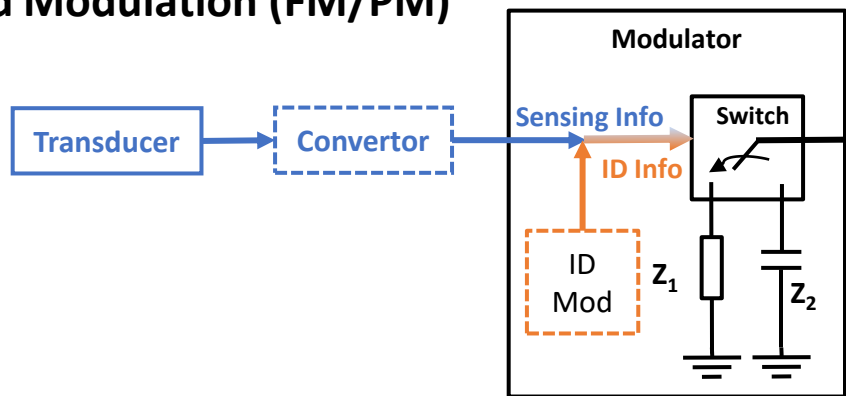 d Modulation (FM/PM)
Modulator
Transducer
Convertor
Sensing Info
Switch
ID Info
ID
Mod
Z1
Z2